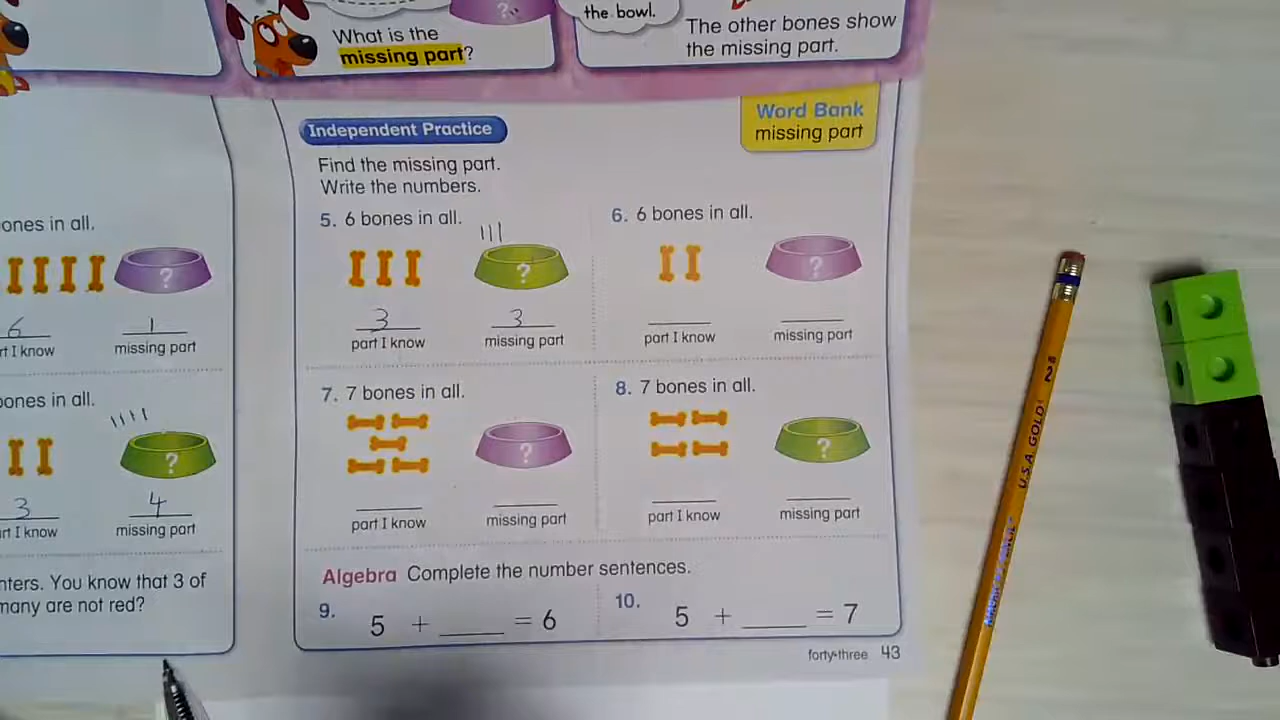 What is the
missing part?
?
the bowl.
The other bones show
the missing part.
Word Bank
missing part
Independent Practice
Find the missing part.
Write the numbers.
ones in all.
?
6 1
rt I know missing part
ones in all.
?
3 4
rt I know missing part
nters. You know that 3 of
many are not red?
5. 6 bones in all.
?
3 3
part I know missing part
6. 6 bones in all.
?
part I know missing part
7. 7 bones in all.
?
part I know missing part
8. 7 bones in all.
?
part I know missing part
Algebra Complete the number sentences.
9. 5 + ____ = 6
10. 5 + ____ = 7
forty-three 43
U.S.A. GOLD 2